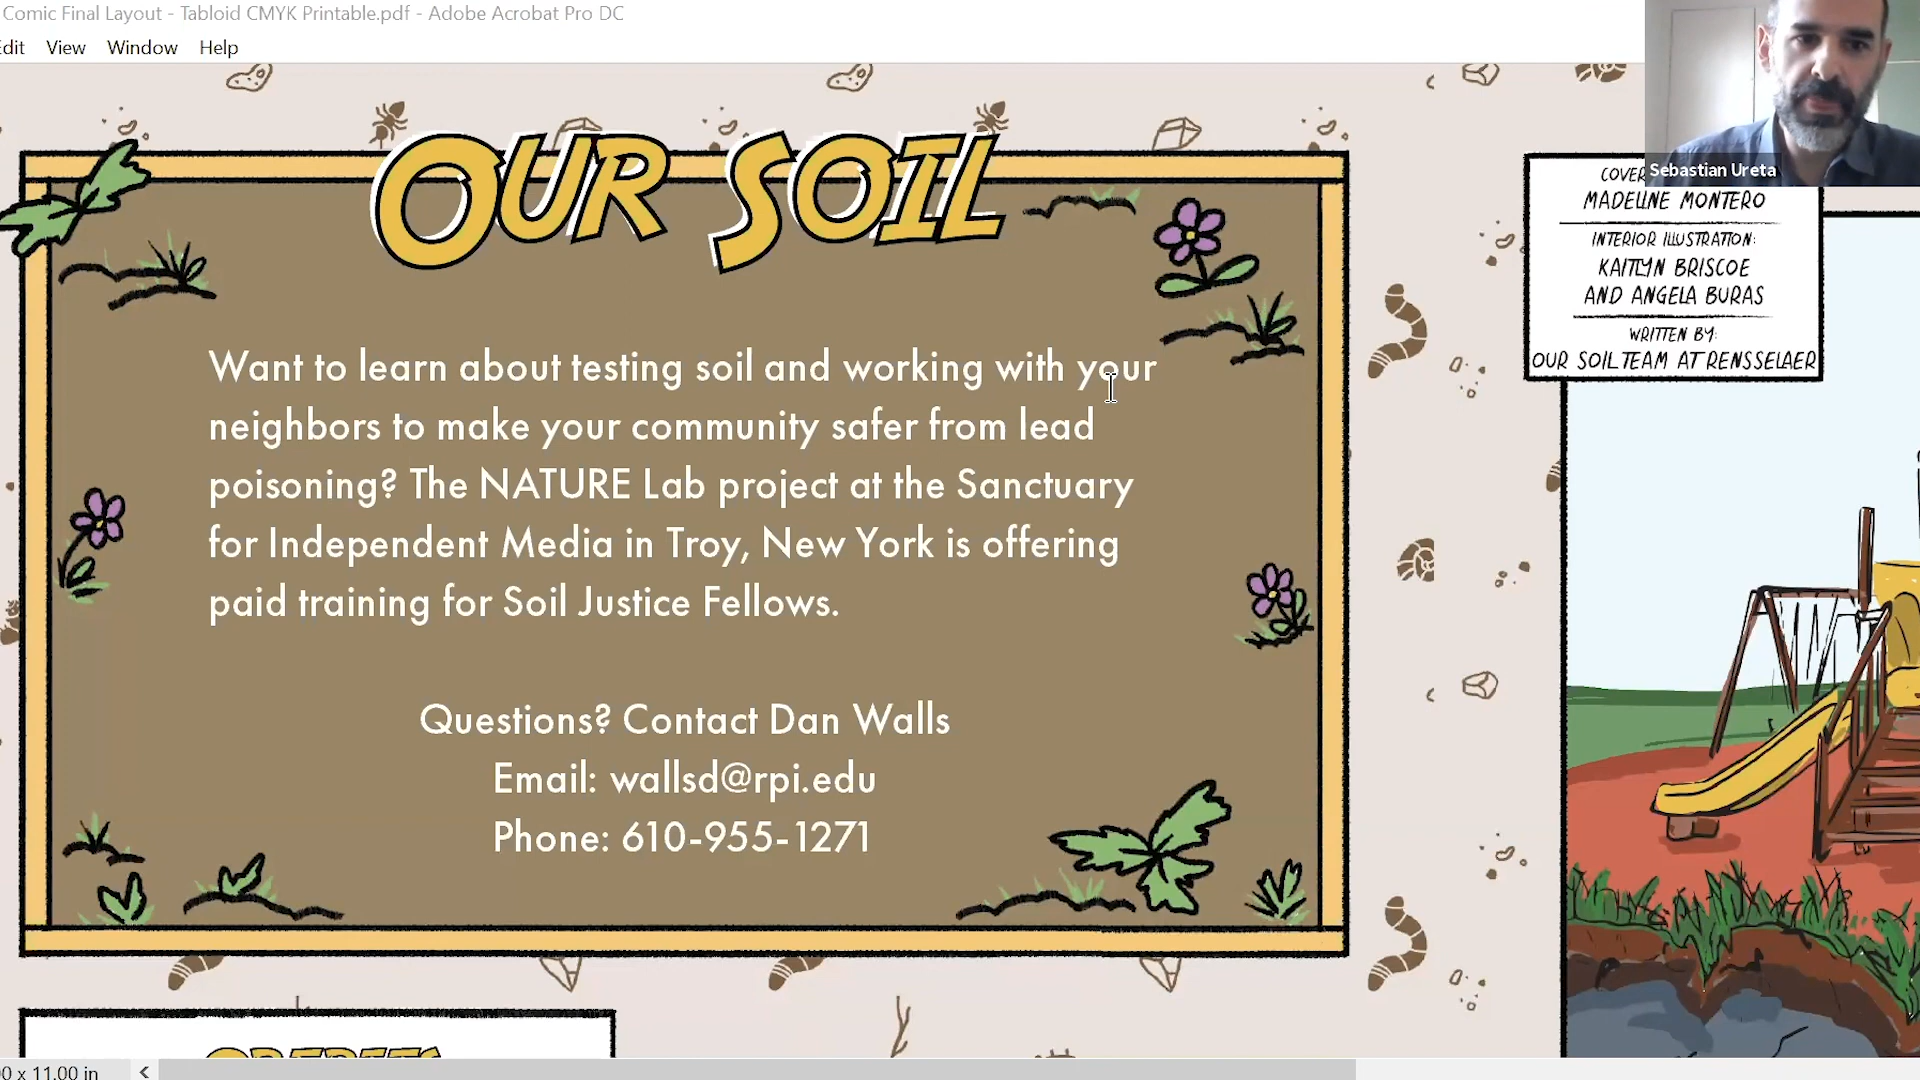 Comic Final Layout - Tabloid CMYK Printable.pdf - Adobe Acrobat Pro DC
Edit View Window Help
OUR SOIL
Want to learn about testing soil and working with your
neighbors to make your community safer from lead
poisoning? The NATURE Lab project at the Sanctuary
for Independent Media in Troy, New York is offering
paid training for Soil Justice Fellows.
Questions? Contact Dan Walls
Email: wallsd@rpi.edu
Phone: 610-955-1271
Sebastian Ureta
COVER
MADELINE MONTERO
INTERIOR ILLUSTRATION:
KAITLYN BRISCOE
AND ANGELA BURAS
WRITTEN BY:
OUR SOIL TEAM AT RENSSELAER
CREDITS
x 11.00 in